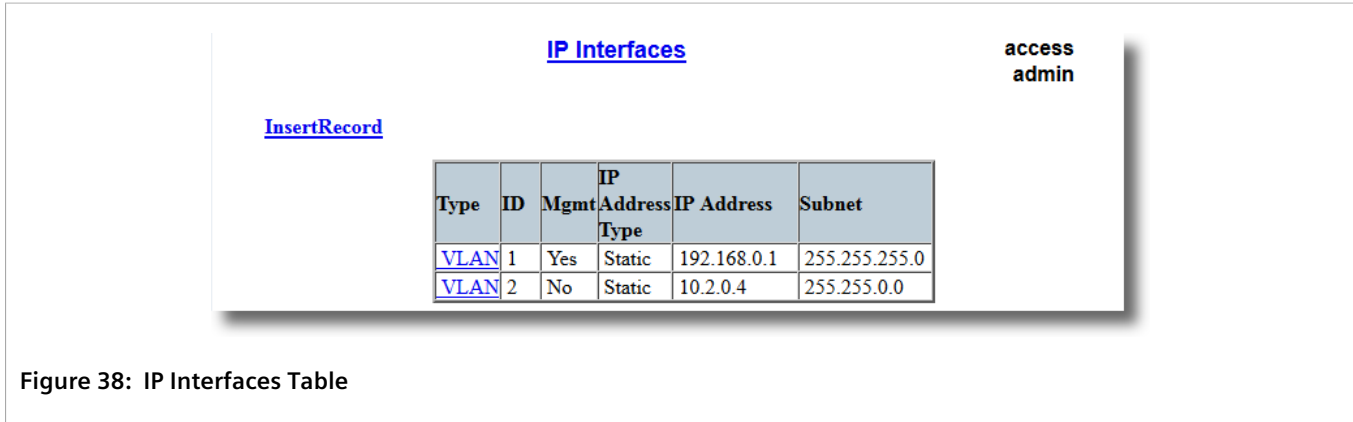 IP Interfaces
access
admin
InsertRecord
Type ID Mgmt IP Address Type IP Address Subnet
VLAN 1 Yes Static 192.168.0.1 255.255.255.0
VLAN 2 No Static 10.2.0.4 255.255.0.0
Figure 38: IP Interfaces Table